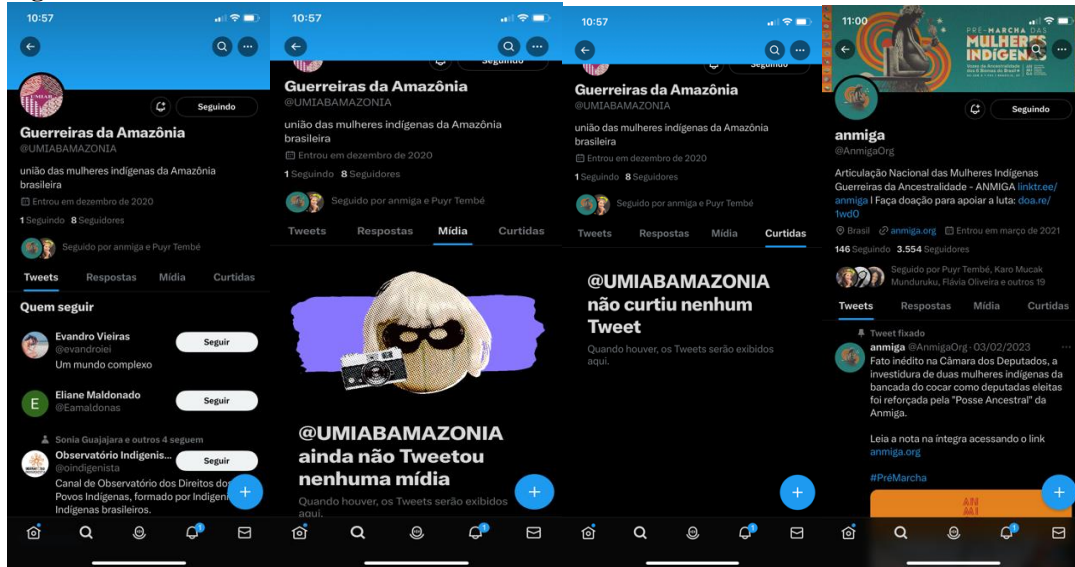 10:57
UMIAB
Seguindo
Guerreiras da Amazônia
@UMIABAMAZONIA
união das mulheres indígenas da Amazônia
brasileira
Entrou em dezembro de 2020
1 Seguindo 8 Seguidores
Seguido por anmiga e Puyr Tembé
Tweets Respostas Mídia Curtidas
Quem seguir
Evandro Vieiras
@evandroiei
Um mundo complexo
Seguir
E
Eliane Maldonado
@Eamaldonas
Seguir
Sonia Guajajara e outros 4 seguem
Observatório Indigenis...
@oindigenista
Seguir
Canal de Observatório dos Direitos dos
Povos Indígenas, formado por Indigeni
Indígenas brasileiros.
1
10:57
Seguindo
Guerreiras da Amazônia
@UMIABAMAZONIA
união das mulheres indígenas da Amazônia
brasileira
Entrou em dezembro de 2020
1 Seguindo 8 Seguidores
Seguido por anmiga e Puyr Tembé
Tweets Respostas Mídia Curtidas
@UMIABAMAZONIA
ainda não Tweetou
nenhuma mídia
Quando houver, os Tweets serão exibidos
aqui.
1
10:57
Seguindo
Guerreiras da Amazônia
@UMIABAMAZONIA
união das mulheres indígenas da Amazônia
brasileira
Entrou em dezembro de 2020
1 Seguindo 8 Seguidores
Seguido por anmiga e Puyr Tembé
Tweets Respostas Mídia Curtidas
@UMIABAMAZONIA
não curtiu nenhum
Tweet
Quando houver, os Tweets serão exibidos
aqui.
1
11:00
PRÉ-MARCHA DAS
MULHERES
INDÍGENAS
Seguindo
anmiga
@AnmigaOrg
Articulação Nacional das Mulheres Indígenas
Guerreiras da Ancestralidade - ANMIGA linktr.ee/
anmiga I Faça doação para apoiar a luta: doa.re/
1wd0
Brasil anmiga.org Entrou em março de 2021
146 Seguindo 3.554 Seguidores
Seguido por Puyr Tembé, Karo Mucak
Munduruku, Flávia Oliveira e outros 19
Tweets Respostas Mídia Curtidas
Tweet fixado
anmiga @AnmigaOrg · 03/02/2023
Fato inédito na Câmara dos Deputados, a
investidura de duas mulheres indígenas da
bancada do cocar como deputadas eleitas
foi reforçada pela "Posse Ancestral" da
Anmiga.
Leia a nota na íntegra acessando o link
anmiga.org
#PréMarcha
AN
MI
1